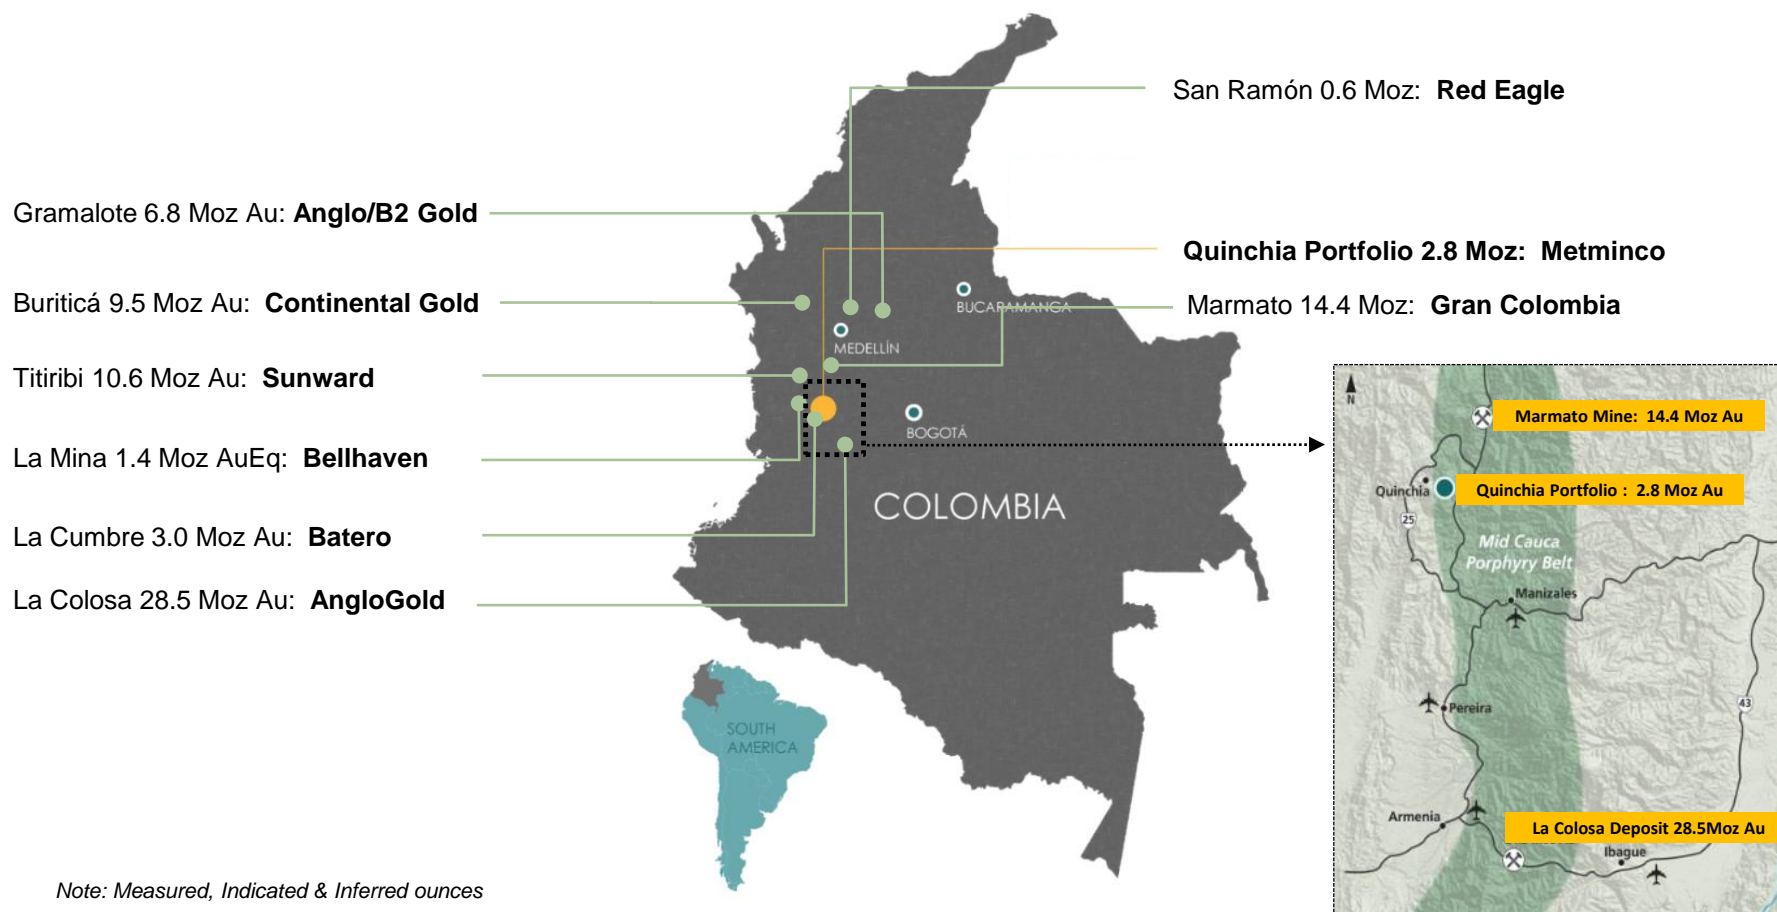 San Ramón 0.6 Moz: Red Eagle
Gramalote 6.8 Moz Au: Anglo/B2 Gold
Quinchia Portfolio 2.8 Moz: Metminco
Buriticá 9.5 Moz Au: Continental Gold
Marmato 14.4 Moz: Gran Colombia
Titiribi 10.6 Moz Au: Sunward
La Mina 1.4 Moz AuEq: Bellhaven
La Cumbre 3.0 Moz Au: Batero
La Colosa 28.5 Moz Au: AngloGold
BUCARAMANGA
MEDELLÍN
BOGOTÁ
COLOMBIA
SOUTH
AMERICA
N
Marmato Mine: 14.4 Moz Au
Quinchia
Quinchia Portfolio : 2.8 Moz Au
25
Mid Cauca
Porphyry Belt
Manizales
Pereira
43
Armenia
La Colosa Deposit 28.5Moz Au
Ibague
Note: Measured, Indicated & Inferred ounces